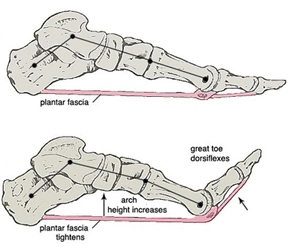 plantar fascia
great toe
dorsiflexes
arch
height increases
plantar fascia
tightens